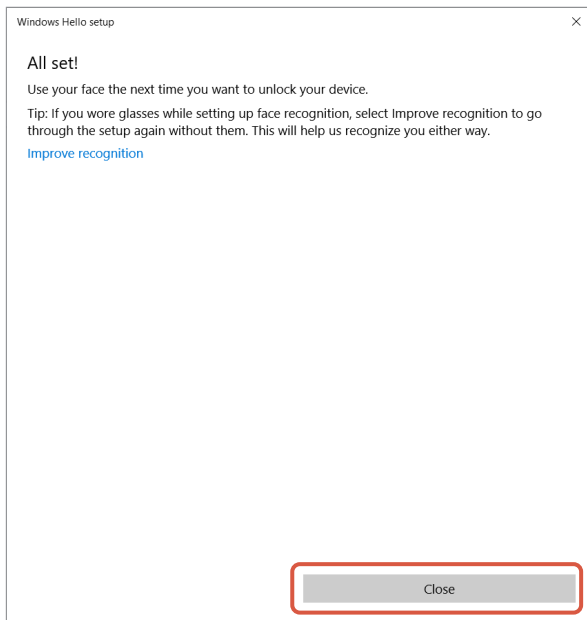 Windows Hello setup
All set!
Use your face the next time you want to unlock your device.
Tip: If you wore glasses while setting up face recognition, select Improve recognition to go
through the setup again without them. This will help us recognize you either way.
Improve recognition
Close